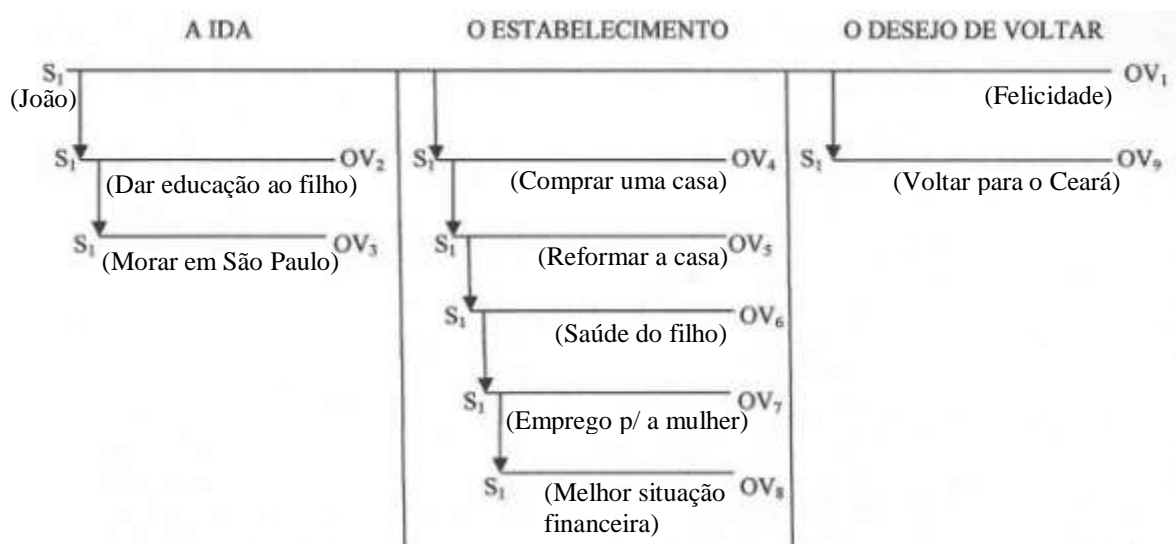 A IDA O ESTABELECIMENTO O DESEJO DE VOLTAR
S₁ OV₁
(João) (Felicidade)
S₁ OV₂ S₁ OV₄ S₁ OV₉
(Dar educação ao filho) (Comprar uma casa) (Voltar para o Ceará)
S₁ OV₃ S₁ OV₅
(Morar em São Paulo) (Reformar a casa)
S₁ OV₆
(Saúde do filho)
S₁ OV₇
(Emprego p/ a mulher)
S₁ OV₈
(Melhor situação
financeira)